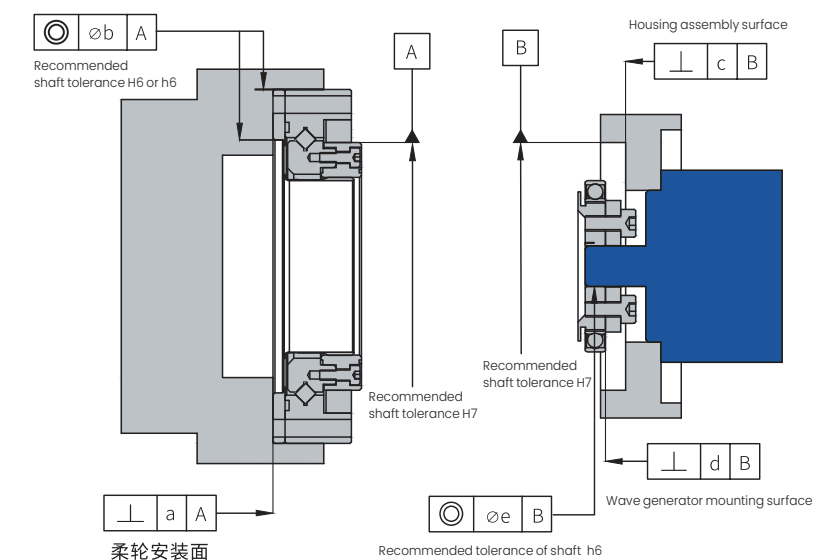 ◎ ⌀b A
Recommended
shaft tolerance H6 or h6
A
B
Housing assembly surface
⊥ c B
Recommended
shaft tolerance H7
Recommended
shaft tolerance H7
⊥ a A
柔轮安装面
◎ ⌀e B
Recommended tolerance of shaft h6
⊥ d B
Wave generator mounting surface